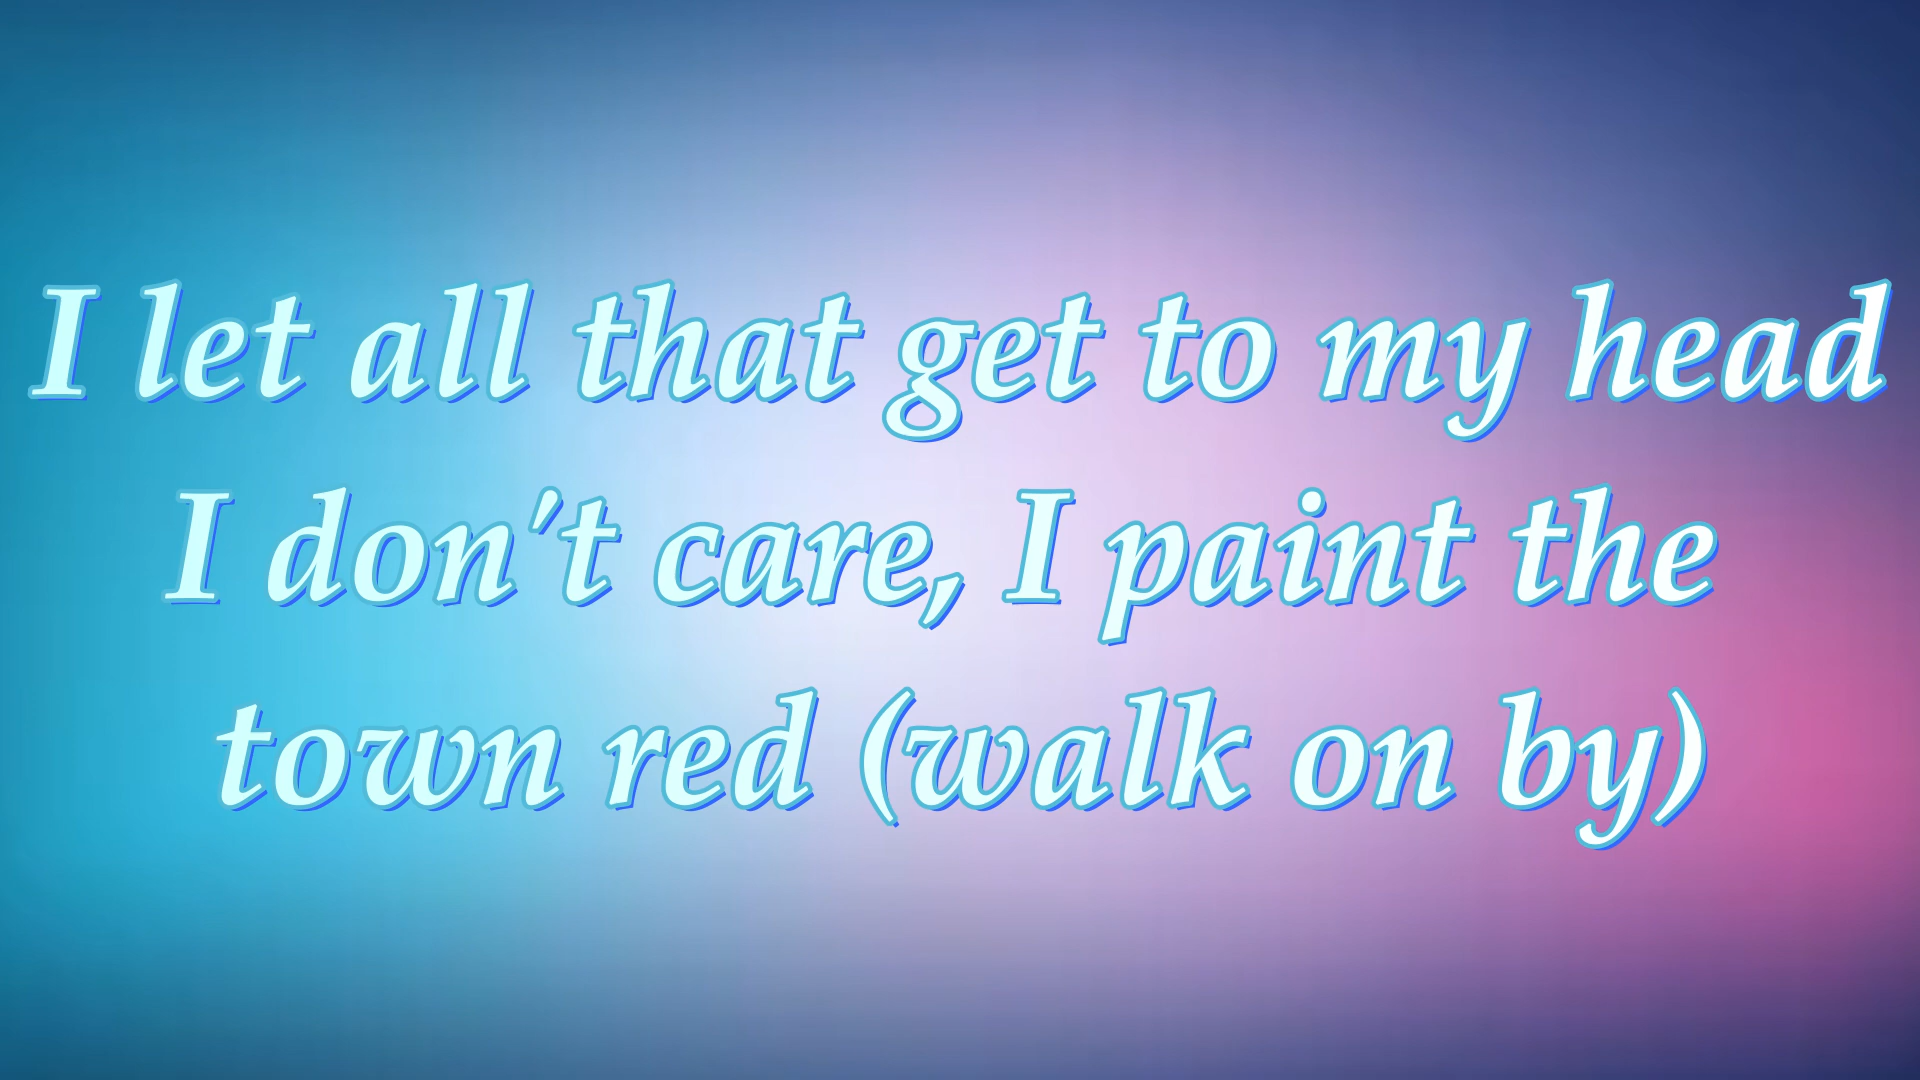 I let all that get to my head
I don't care, I paint the
town red (walk on by)